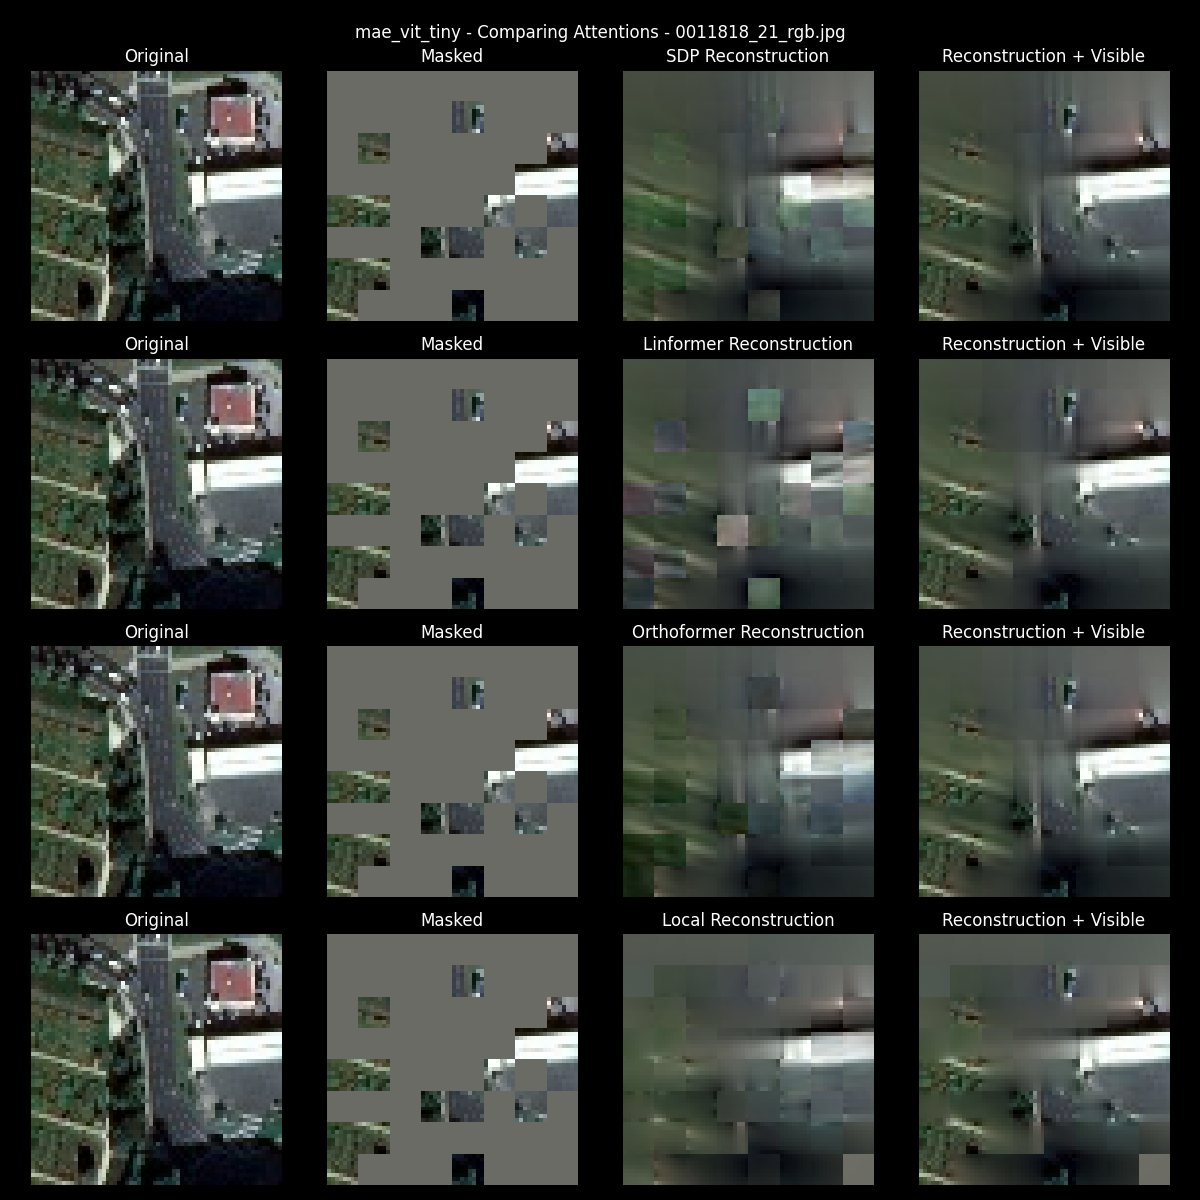 mae_vit_tiny - Comparing Attentions - 0011818_21_rgb.jpg
Original Masked SDP Reconstruction Reconstruction + Visible
Original Masked Linformer Reconstruction Reconstruction + Visible
Original Masked Orthoformer Reconstruction Reconstruction + Visible
Original Masked Local Reconstruction Reconstruction + Visible